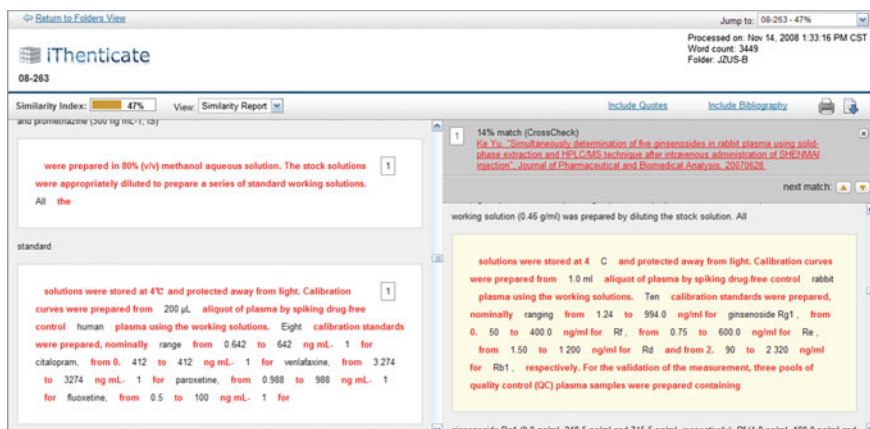 Return to Folders View
Jump to: 08-263 - 47%
iThenticate
Processed on: Nov 14, 2008 1:33:16 PM CST
Word count: 3449
Folder: JZUS-B
08-263
Similarity Index: 47% View: Similarity Report
Include Quotes Include Bibliography
and promethazine (500 ng mL-1, IS)
were prepared in 80% (v/v) methanol aqueous solution. The stock solutions
were appropriately diluted to prepare a series of standard working solutions.
All the
1
standard
solutions were stored at 4℃ and protected away from light. Calibration
curves were prepared from 200 µL aliquot of plasma by spiking drug-free
control human plasma using the working solutions. Eight calibration standards
were prepared, nominally range from 0.642 to 642 ng mL- 1 for
citalopram, from 0. 412 to 412 ng mL- 1 for venlafaxine, from 3.274
to 3274 ng mL- 1 for paroxetine, from 0.988 to 988 ng mL- 1
for fluoxetine, from 0.5 to 100 ng mL- 1 for
1
1 14% match (CrossCheck)
Ke Yu. "Simultaneously determination of five ginsenosides in rabbit plasma using solid-
phase extraction and HPLC/MS technique after intravenous administration of SHENMAI
injection", Journal of Pharmaceutical and Biomedical Analysis, 20070628
next match:
working solution (0.46 g/ml) was prepared by diluting the stock solution. All
solutions were stored at 4 C and protected away from light. Calibration curves
were prepared from 1.0 ml aliquot of plasma by spiking drug-free control rabbit
plasma using the working solutions. Ten calibration standards were prepared,
nominally ranging from 1.24 to 994.0 ng/ml for ginsenoside Rg1 , from
0. 50 to 400.0 ng/ml for Rf , from 0.75 to 600.0 ng/ml for Re ,
from 1.50 to 1 200 ng/ml for Rd and from 2. 90 to 2 320 ng/ml
for Rb1 , respectively. For the validation of the measurement, three pools of
quality control (QC) plasma samples were prepared containing